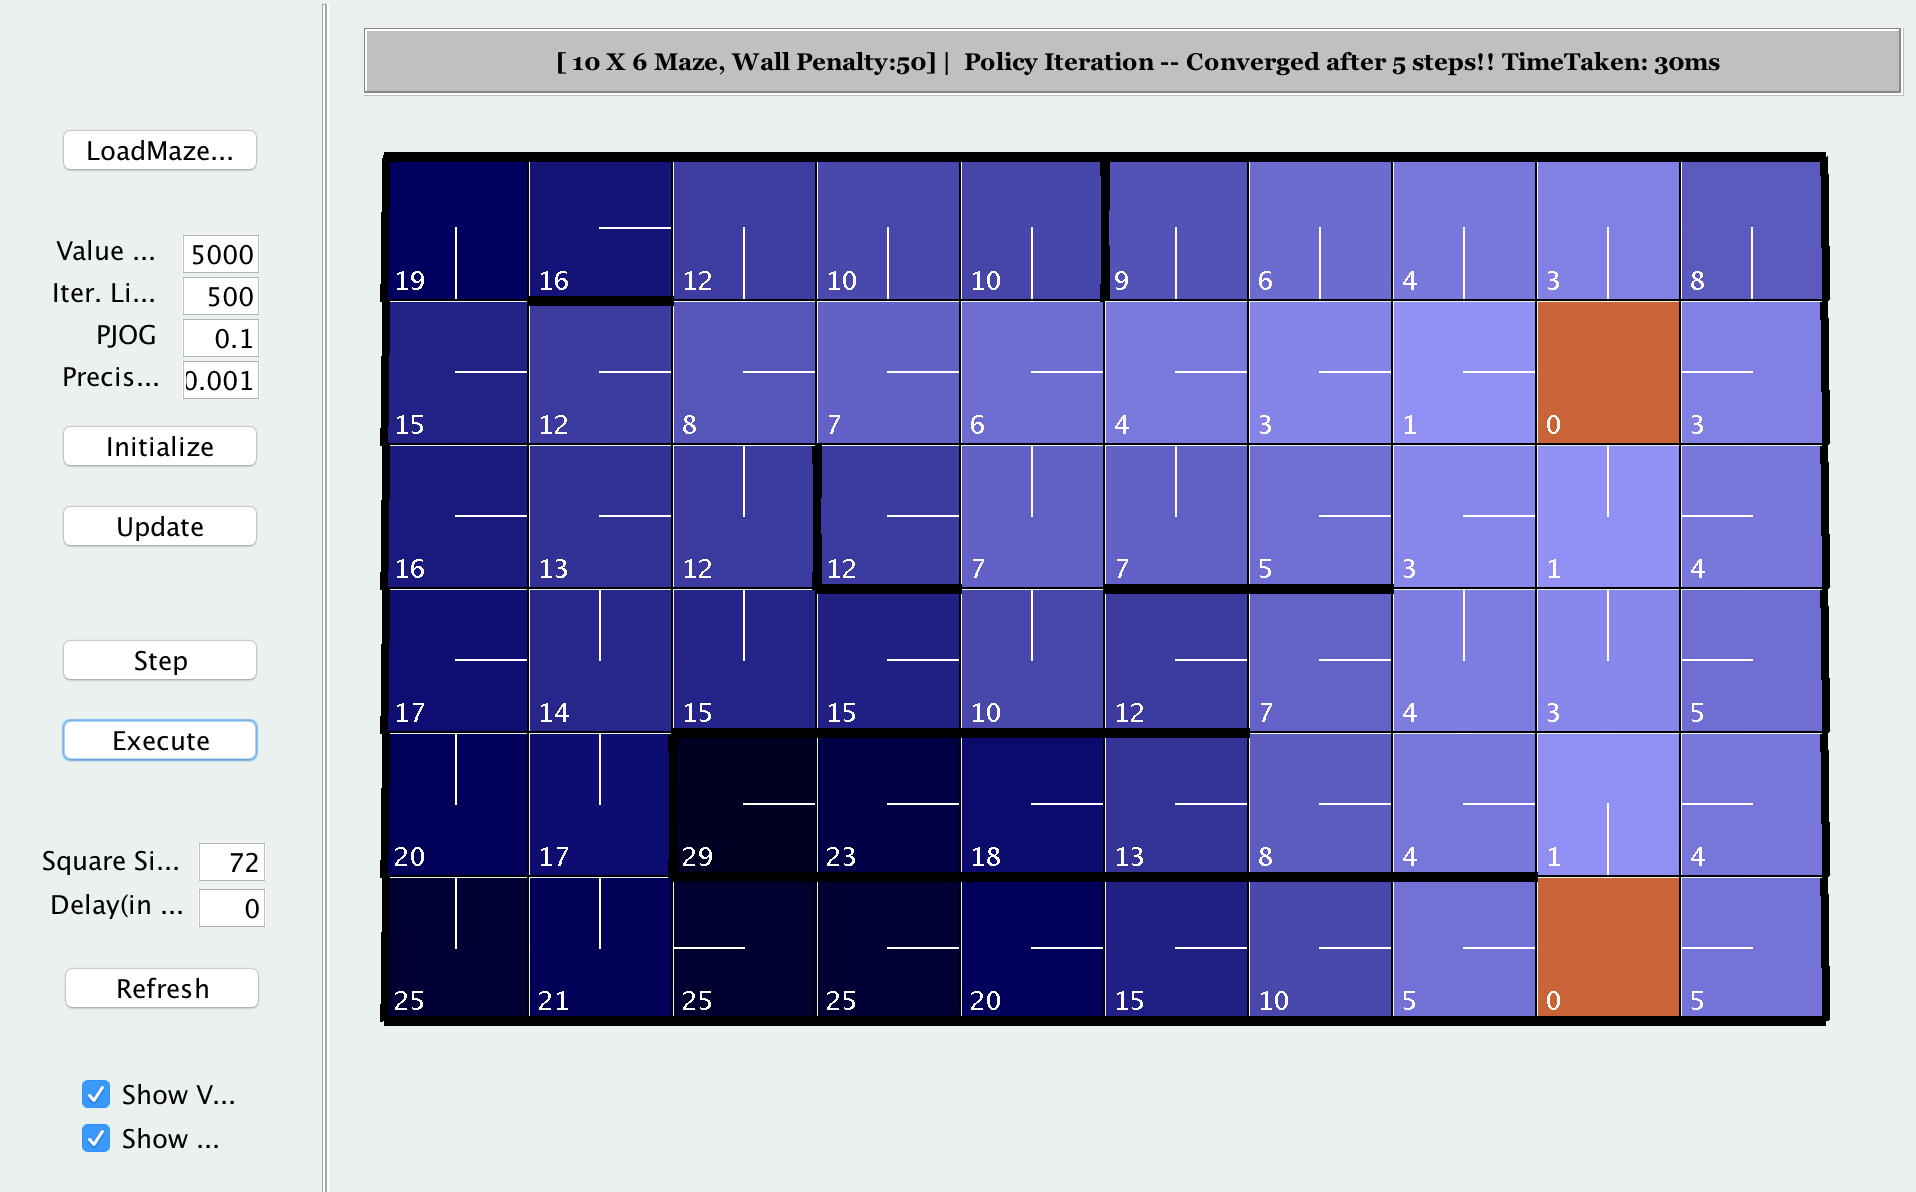 [ 10 X 6 Maze, Wall Penalty:50] | Policy Iteration -- Converged after 5 steps!! TimeTaken: 30ms
LoadMaze...
Value ... 5000
Iter. Li... 500
PJOG 0.1
Precis... 0.001
Initialize
Update
Step
Execute
Square Si... 72
Delay(in ... 0
Refresh
Show V...
Show ...
19 16 12 10 10 9 6 4 3 8
15 12 8 7 6 4 3 1 0 3
16 13 12 12 7 7 5 3 1 4
17 14 15 15 10 12 7 4 3 5
20 17 29 23 18 13 8 4 1 4
25 21 25 25 20 15 10 5 0 5